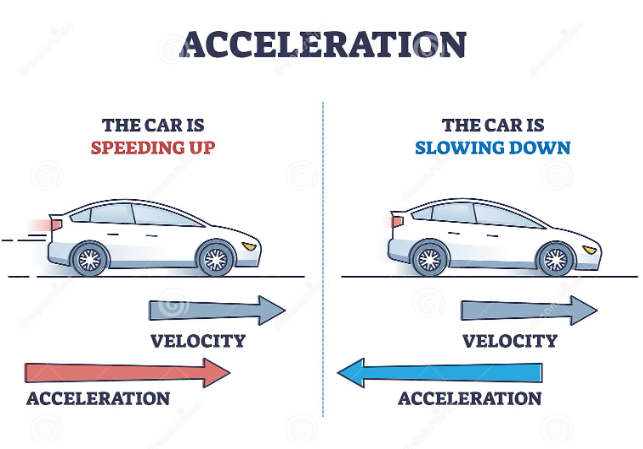 ACCELERATION
THE CAR IS
SPEEDING UP
VELOCITY
ACCELERATION
THE CAR IS
SLOWING DOWN
VELOCITY
ACCELERATION